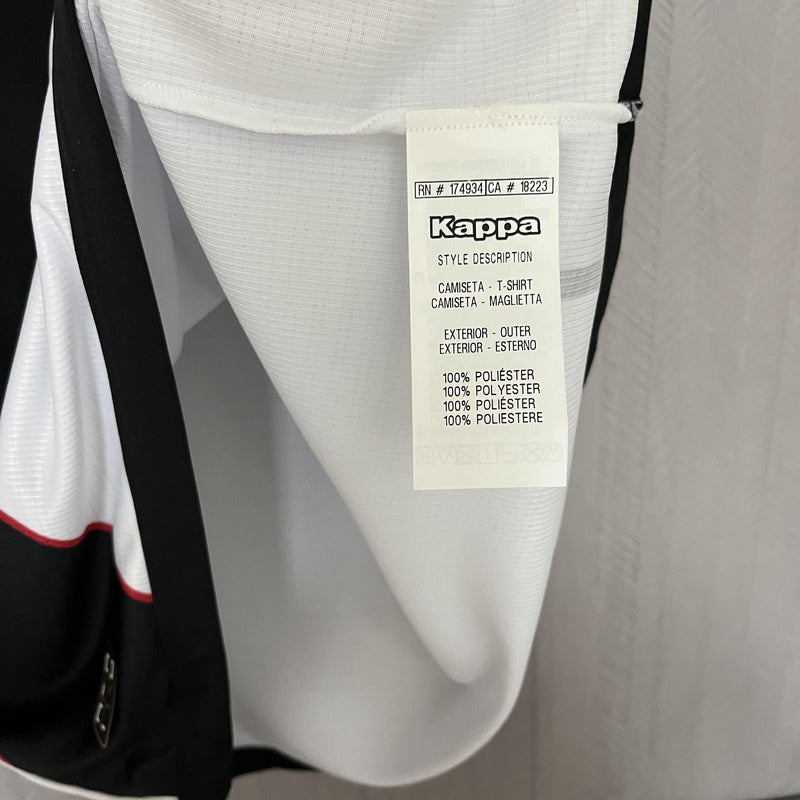 RN # 174934 CA # 18223
Kappa
STYLE DESCRIPTION
CAMISETA - T-SHIRT
CAMISETA - MAGLIETTA
EXTERIOR - OUTER
EXTERIOR - ESTERNO
100% POLIÉSTER
100% POLYESTER
100% POLIÉSTER
100% POLIESTERE